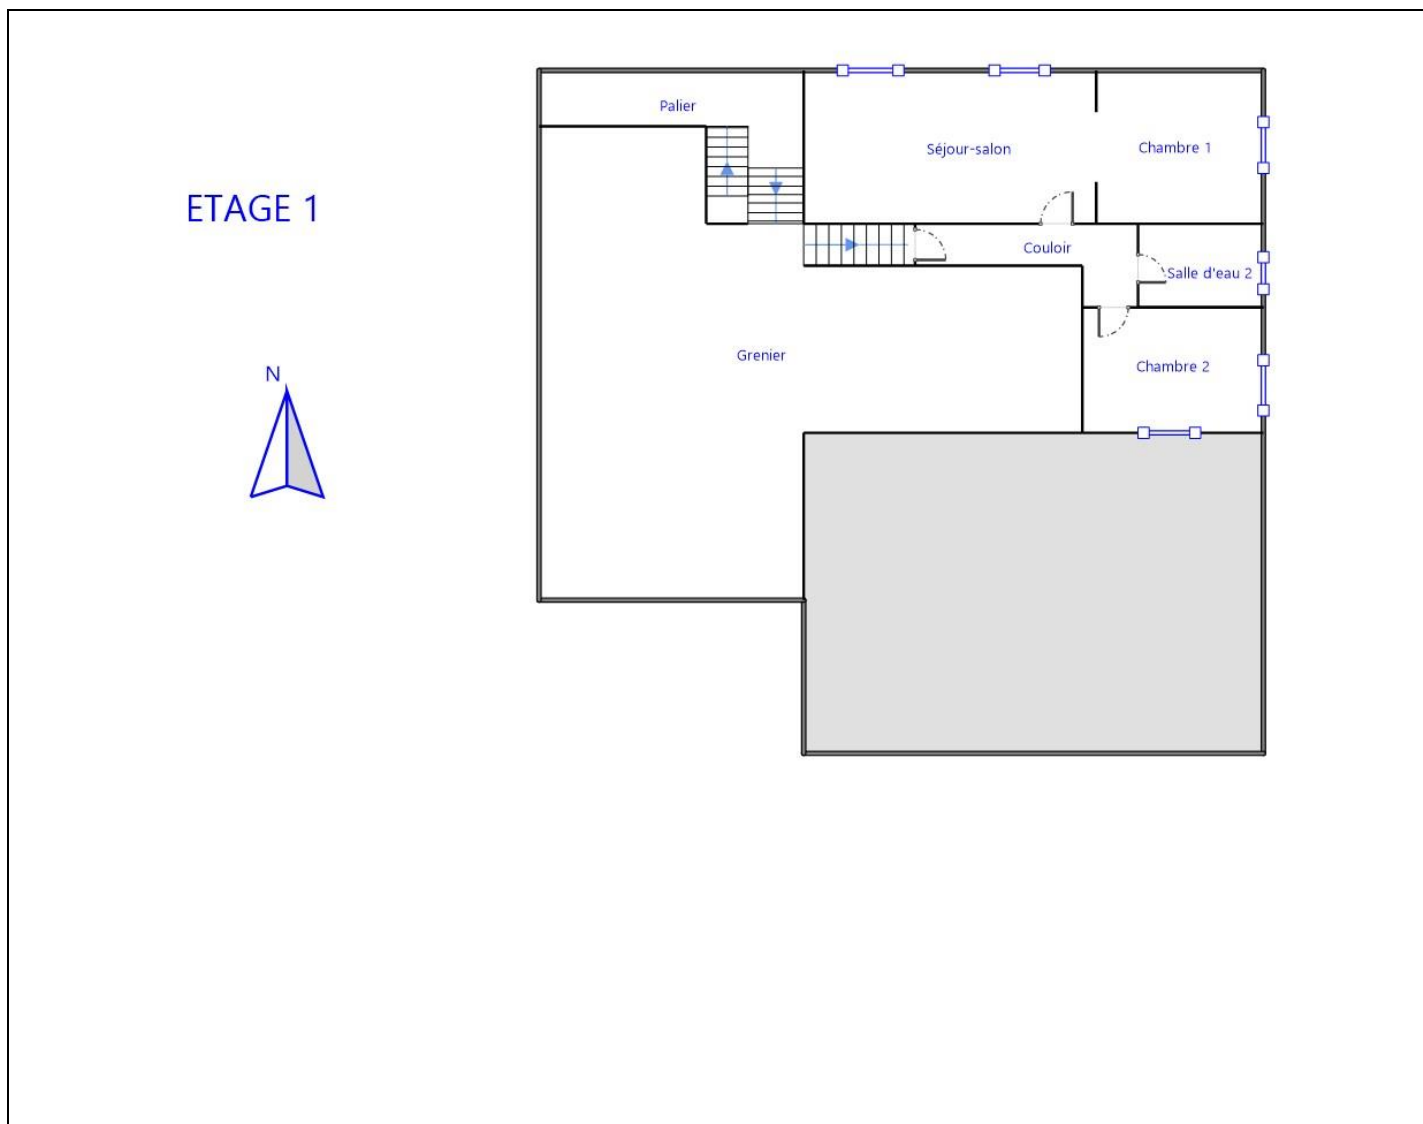 Palier
Séjour-salon
Chambre 1
ETAGE 1
Couloir
Salle d'eau 2
Grenier
Chambre 2
N